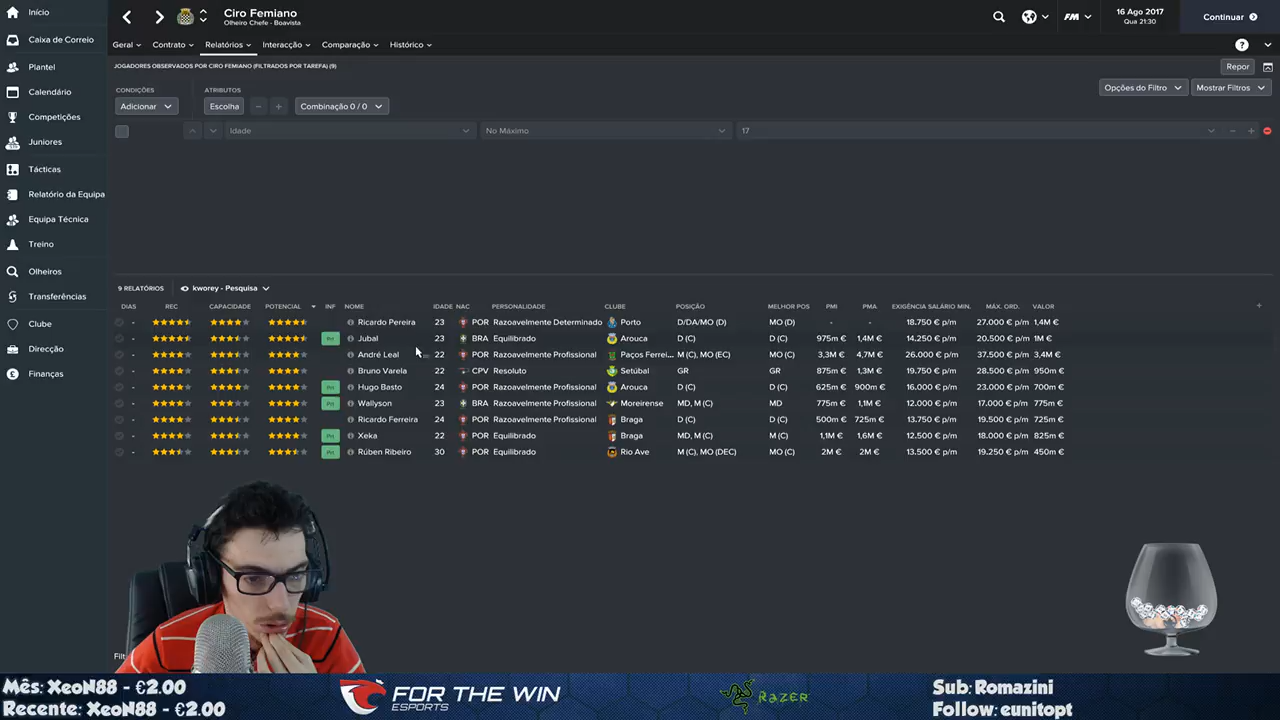 Início
Caixa de Correio
Plantel
Calendário
Competições
Juniores
Tácticas
Relatório da Equipa
Equipa Técnica
Treino
Olheiros
Transferências
Clube
Direcção
Finanças
Ciro Femiano
Olheiro Chefe - Boavista
FM
16 Ago 2017
Qua 21:30
Continuar
Geral Contrato Relatórios Interacção Comparação Histórico
?
JOGADORES OBSERVADOS POR CIRO FEMIANO (FILTRADOS POR TAREFA) (9)
Repor
CONDIÇÕES ATRIBUTOS
Opções do Filtro Mostrar Filtros
Adicionar Escolha − + Combinação 0 / 0
Idade No Máximo 17 − +
9 RELATÓRIOS kworey - Pesquisa
DIAS REC CAPACIDADE POTENCIAL INF NOME IDADE NAC PERSONALIDADE CLUBE POSIÇÃO MELHOR POS PMI PMA EXIGÊNCIA SALÁRIO MIN. MÁX. ORD. VALOR
- Ricardo Pereira 23 POR Razoavelmente Determinado Porto D/DA/MO (D) MO (D) - - 18.750 € p/m 27.000 € p/m 1,4M €
- Pri Jubal 23 BRA Equilibrado Arouca D (C) D (C) 975m € 1,4M € 14.250 € p/m 20.500 € p/m 1M €
- André Leal 22 POR Razoavelmente Profissional Paços Ferrei... M (C), MO (EC) MO (C) 3,3M € 4,7M € 26.000 € p/m 37.500 € p/m 3,4M €
- Bruno Varela 22 CPV Resoluto Setúbal GR GR 875m € 1,3M € 19.750 € p/m 28.500 € p/m 950m €
- Pri Hugo Basto 24 POR Razoavelmente Profissional Arouca D (C) D (C) 625m € 900m € 16.000 € p/m 23.000 € p/m 700m €
- Pri Wallyson 23 BRA Razoavelmente Profissional Moreirense MD, M (C) MD 775m € 1,1M € 12.000 € p/m 17.000 € p/m 775m €
- Ricardo Ferreira 24 POR Razoavelmente Profissional Braga D (C) D (C) 500m € 725m € 13.750 € p/m 19.500 € p/m 725m €
- Pri Xeka 22 POR Equilibrado Braga MD, M (C) M (C) 1,1M € 1,6M € 12.500 € p/m 18.000 € p/m 825m €
- Pri Rúben Ribeiro 30 POR Equilibrado Rio Ave M (C), MO (DEC) MO (C) 2M € 2M € 13.500 € p/m 19.250 € p/m 450m €
Filt
Mês: XeoN88 - €2.00
Recente: XeoN88 - €2.00
FOR THE WIN
ESPORTS
RAZER
Sub: Romazini
Follow: eunitopt